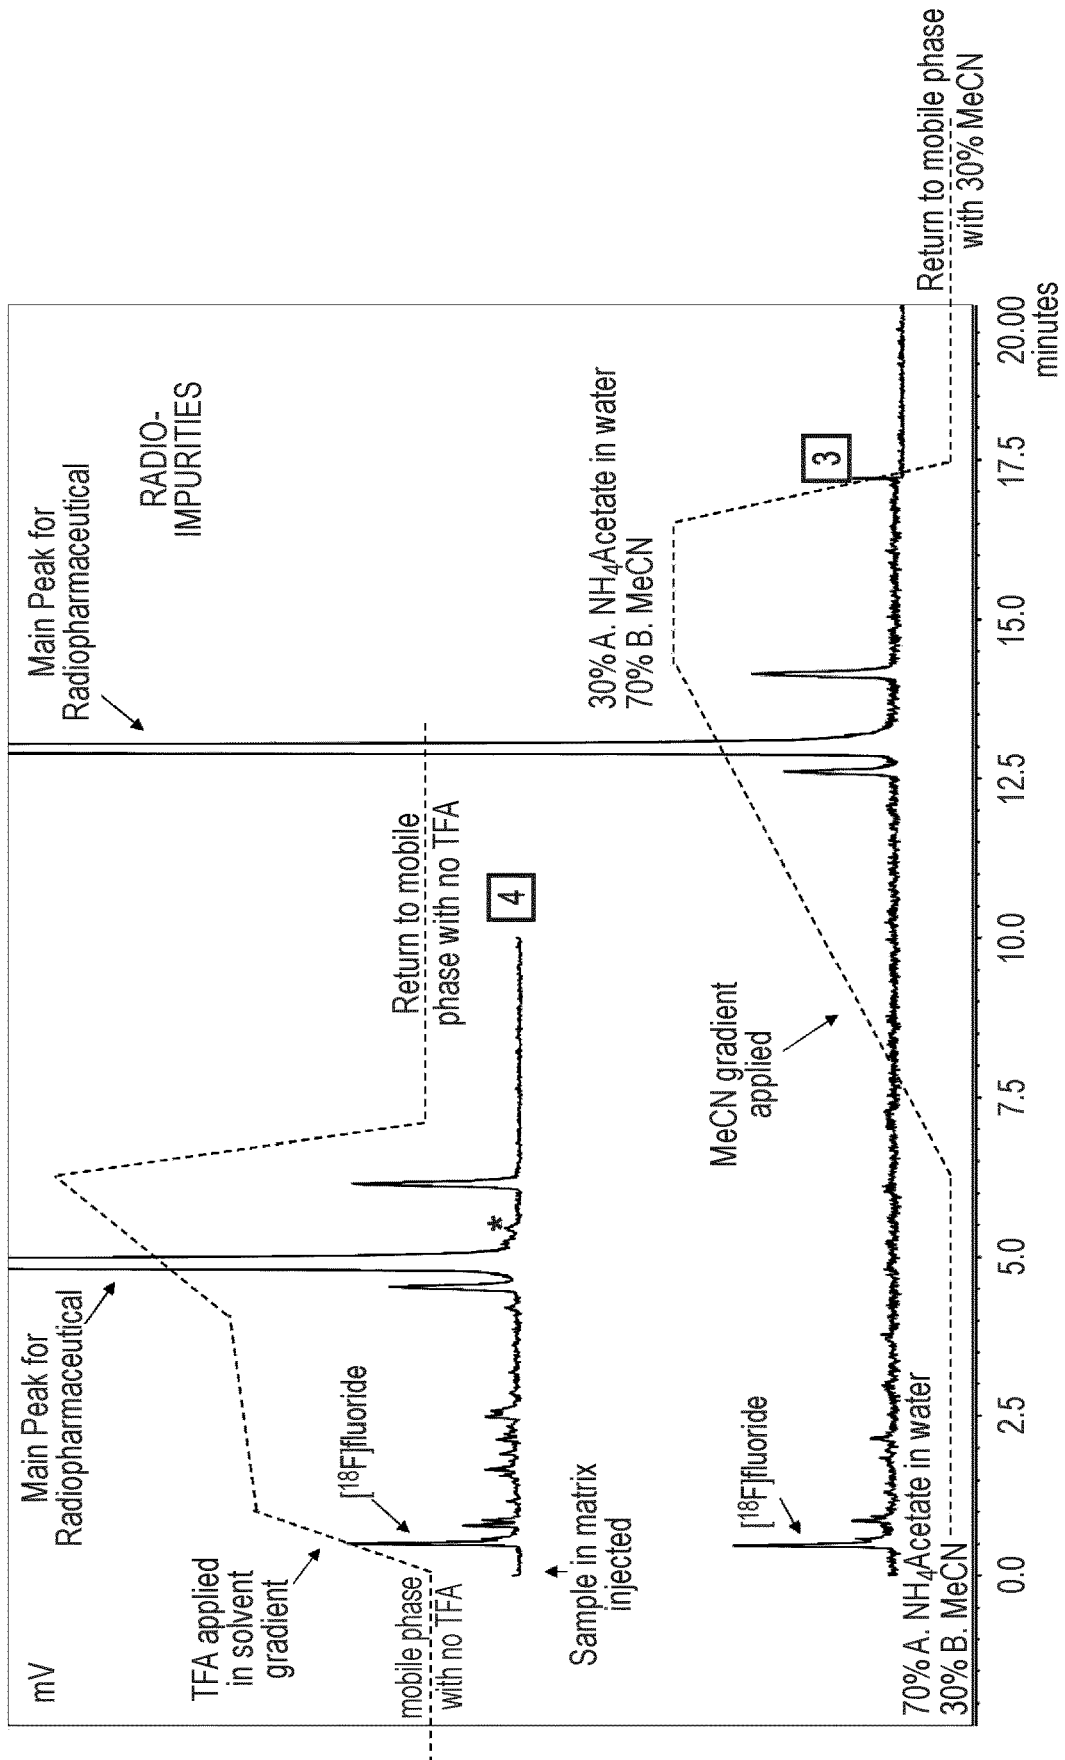 mV
TFA applied
in solvent
gradient
Main Peak for
Radiopharmaceutical
Main Peak for
Radiopharmaceutical
RADIO-
IMPURITIES
mobile phase
with no TFA
[18F]fluoride
*
Return to mobile
phase with no TFA
4
Sample in matrix
injected
[18F]fluoride
MeCN gradient
applied
30% A. NH4Acetate in water
70% B. MeCN
3
70% A. NH4Acetate in water
30% B. MeCN
Return to mobile phase
with 30% MeCN
0.0 2.5 5.0 7.5 10.0 12.5 15.0 17.5 20.00
minutes